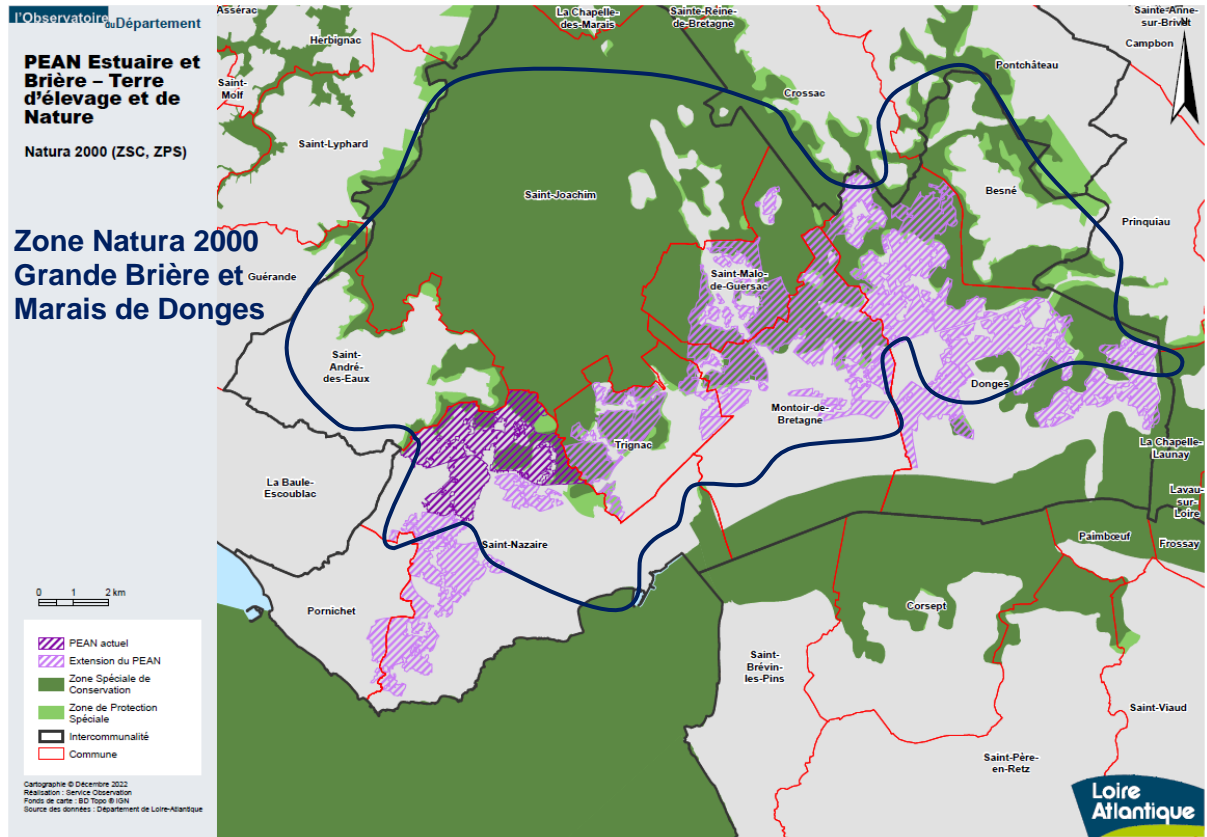 l'Observatoire du Département
PEAN Estuaire et
Brière – Terre
d'élevage et de
Nature
Natura 2000 (ZSC, ZPS)
Zone Natura 2000
Grande Brière et
Marais de Donges
0 1 2 km
PEAN actuel
Extension du PEAN
Zone Spéciale de
Conservation
Zone de Protection
Spéciale
Intercommunalité
Commune
Cartographie © Décembre 2022
Réalisation : Service Observation
Fonds de carte : BD Topo ® IGN
Source des données : Département de Loire-Atlantique
Assérac
Herbignac
La Chapelle-
des-Marais
Sainte-Reine-
de-Bretagne
Sainte-Anne-
sur-Brivet
N
Campbon
Pontchâteau
Saint-
Molf
Crossac
Saint-Lyphard
Saint-Joachim
Besné
Prinquiau
Guérande
Saint-Malo-
de-Guersac
Saint-
André-
des-Eaux
Donges
Montoir-de-
Bretagne
Trignac
La Chapelle-
Launay
La Baule-
Escoublac
Lavau-
sur-
Loire
Saint-Nazaire
Paimbœuf
Frossay
Pornichet
Corsept
Saint-
Brévin-
les-Pins
Saint-Viaud
Saint-Père-
en-Retz
Loire
Atlantique